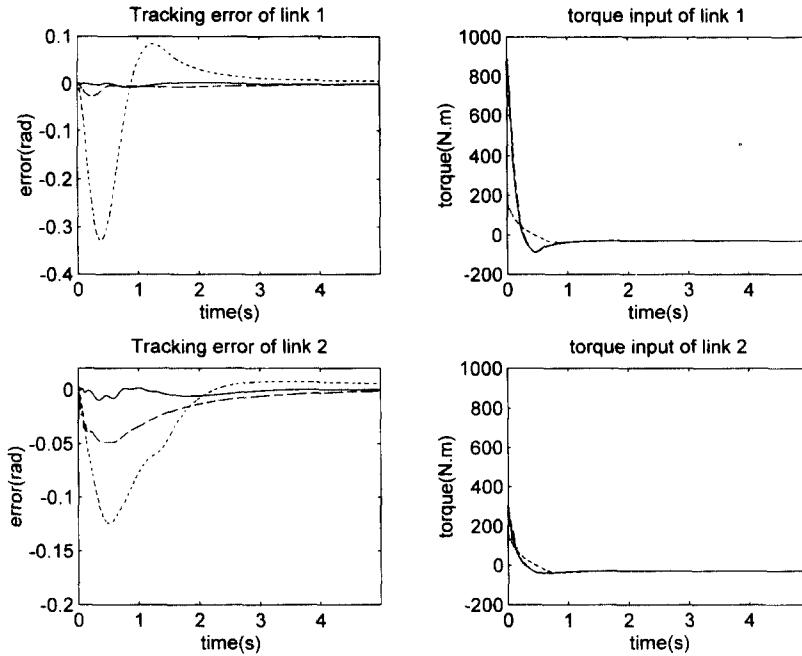 Tracking error of link 1
0.1
0
-0.1
-0.2
-0.3
-0.4
error(rad)
0 1 2 3 4
time(s)
torque input of link 1
1000
800
600
400
200
0
-200
torque(N.m)
0 1 2 3 4
time(s)
Tracking error of link 2
0
-0.05
-0.1
-0.15
-0.2
error(rad)
0 1 2 3 4
time(s)
torque input of link 2
1000
800
600
400
200
0
-200
torque(N.m)
0 1 2 3 4
time(s)